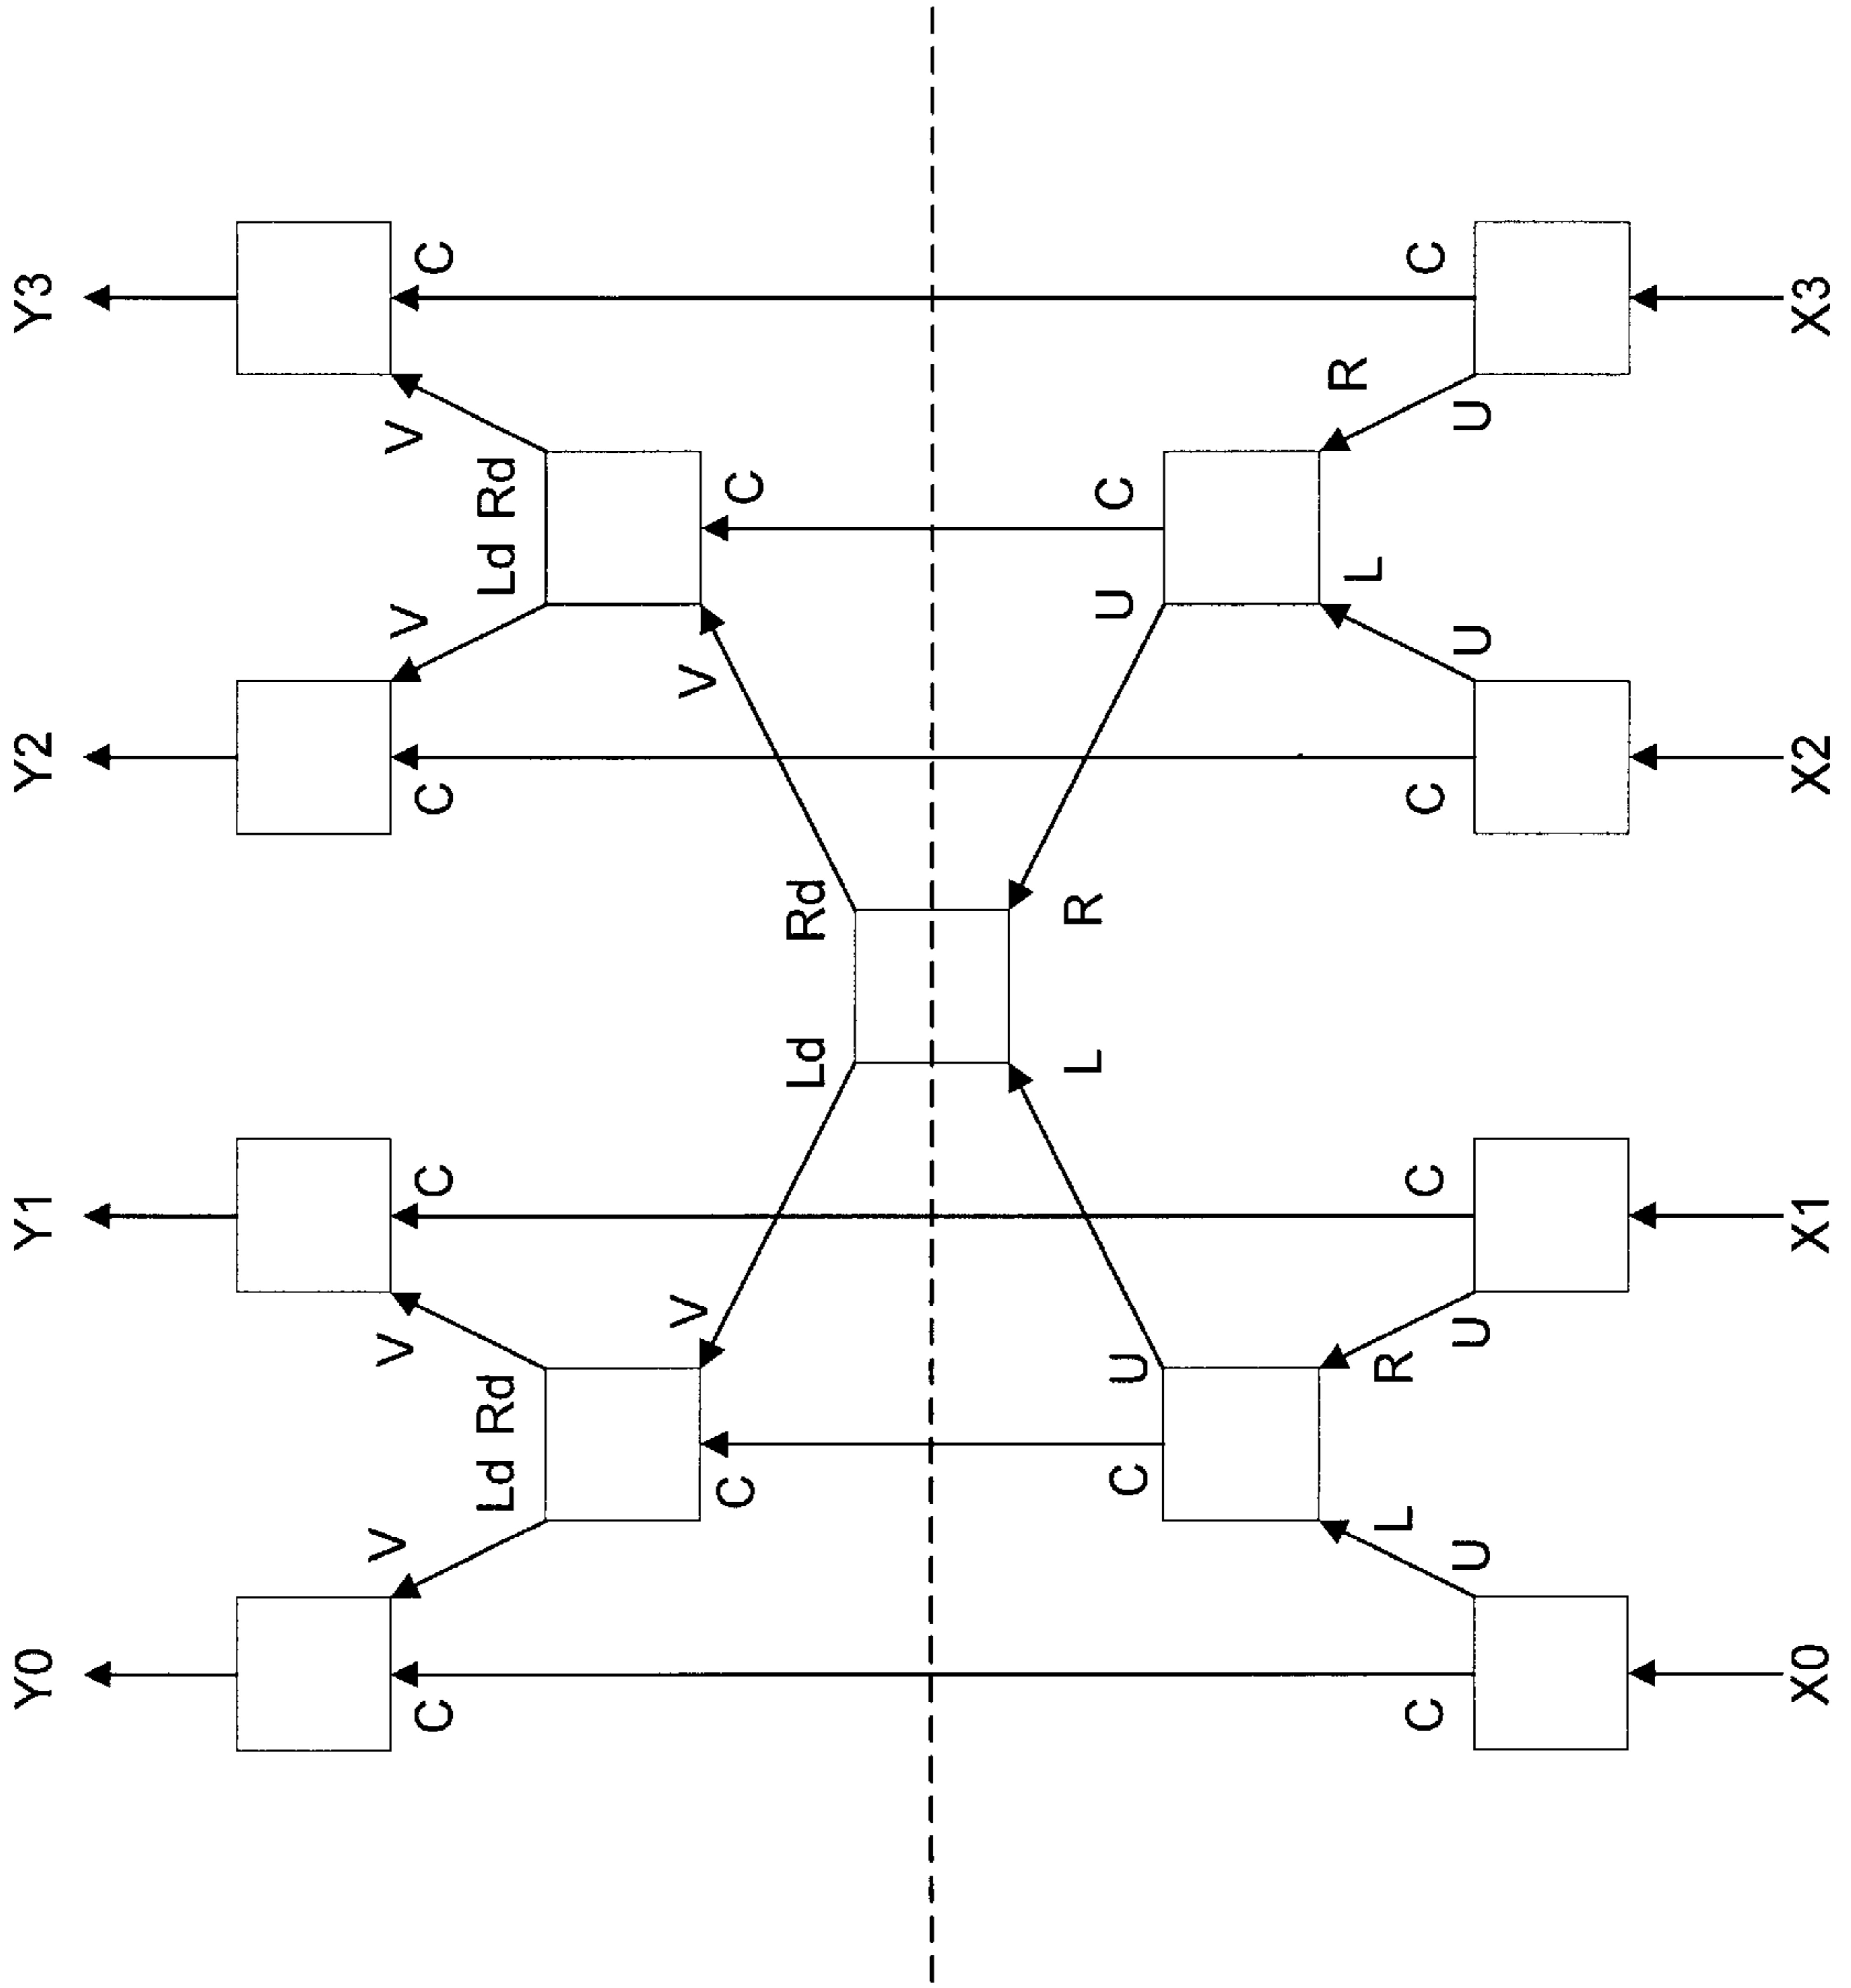 Y0 Y1 Y2 Y3
V V V V
C C C C
Ld Rd Ld Rd
V V
C C
Ld Rd
L R
C U U C
L R L R
C C C C
U U U U
X0 X1 X2 X3